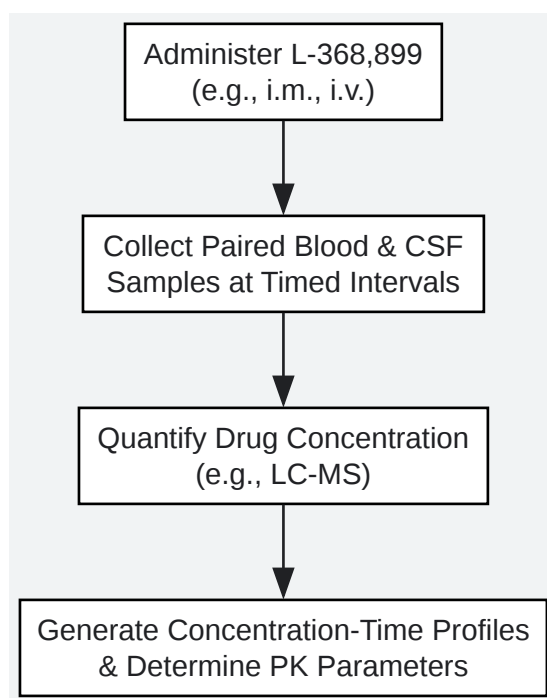 Administer L-368,899
(e.g., i.m., i.v.)
Collect Paired Blood & CSF
Samples at Timed Intervals
Quantify Drug Concentration
(e.g., LC-MS)
Generate Concentration-Time Profiles
& Determine PK Parameters